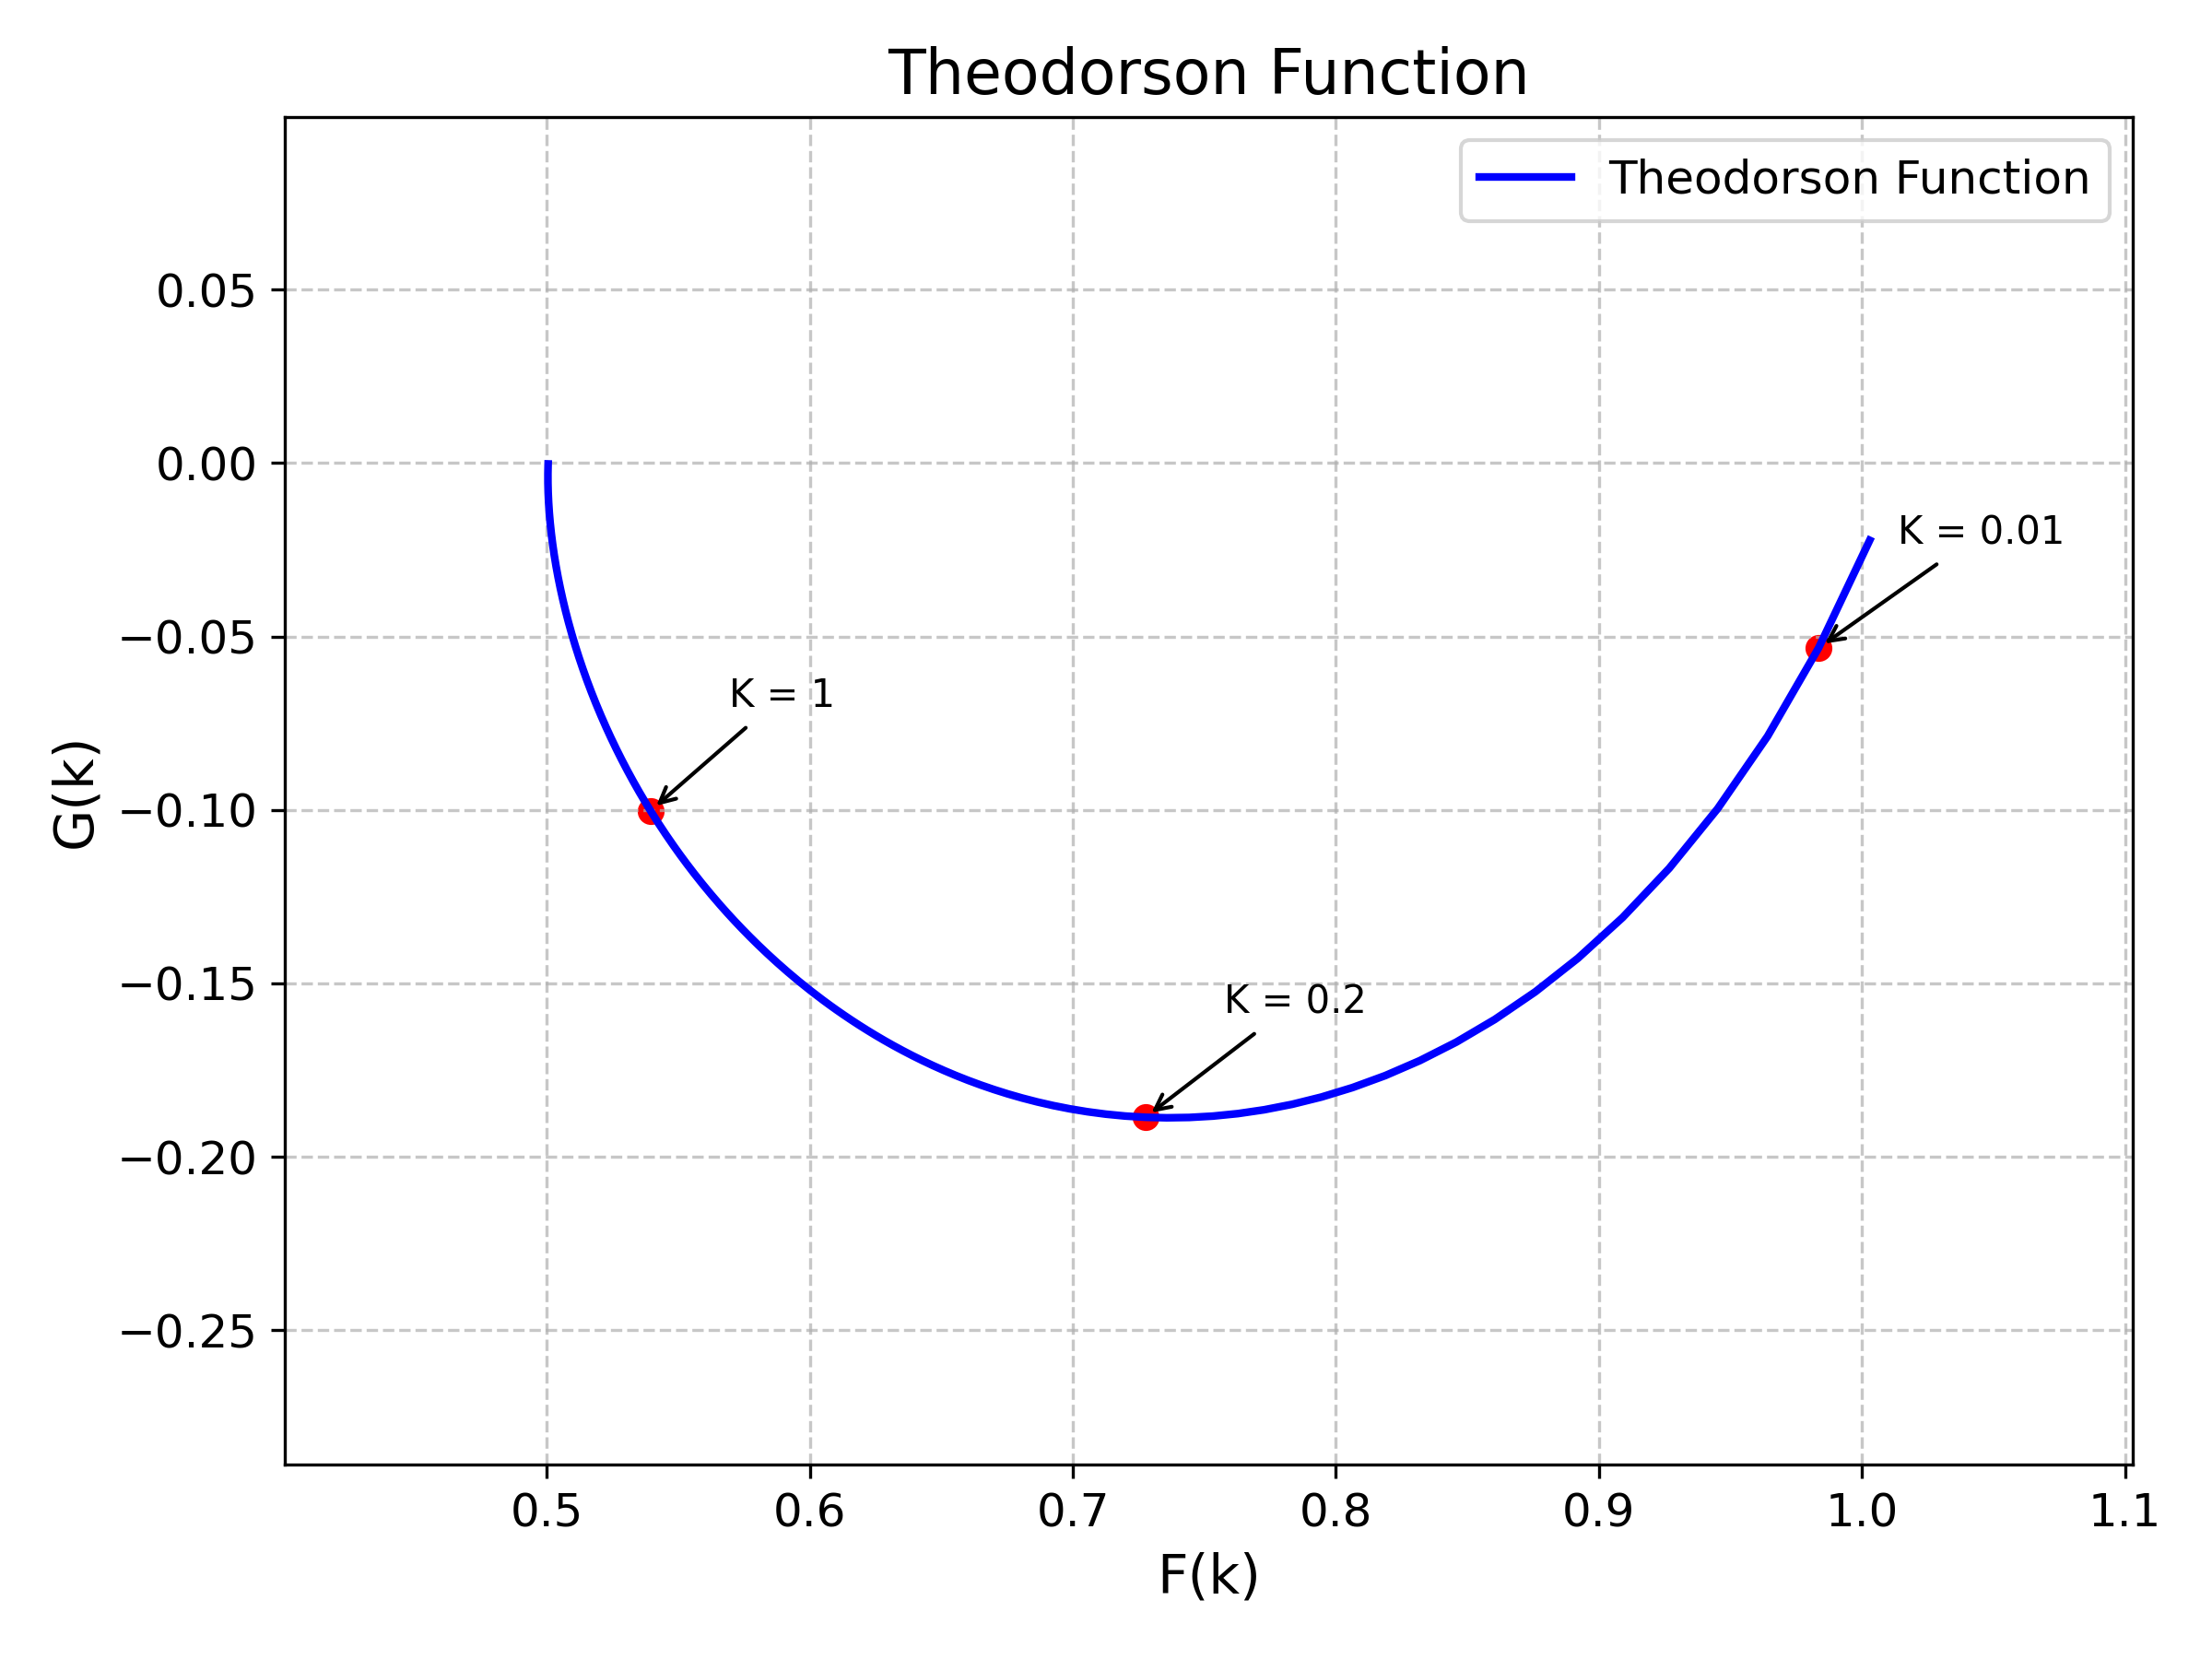 Theodorson Function
Theodorson Function
0.05
0.00
−0.05
−0.10
−0.15
−0.20
−0.25
G(k)
K = 0.01
K = 1
K = 0.2
0.5 0.6 0.7 0.8 0.9 1.0 1.1
F(k)